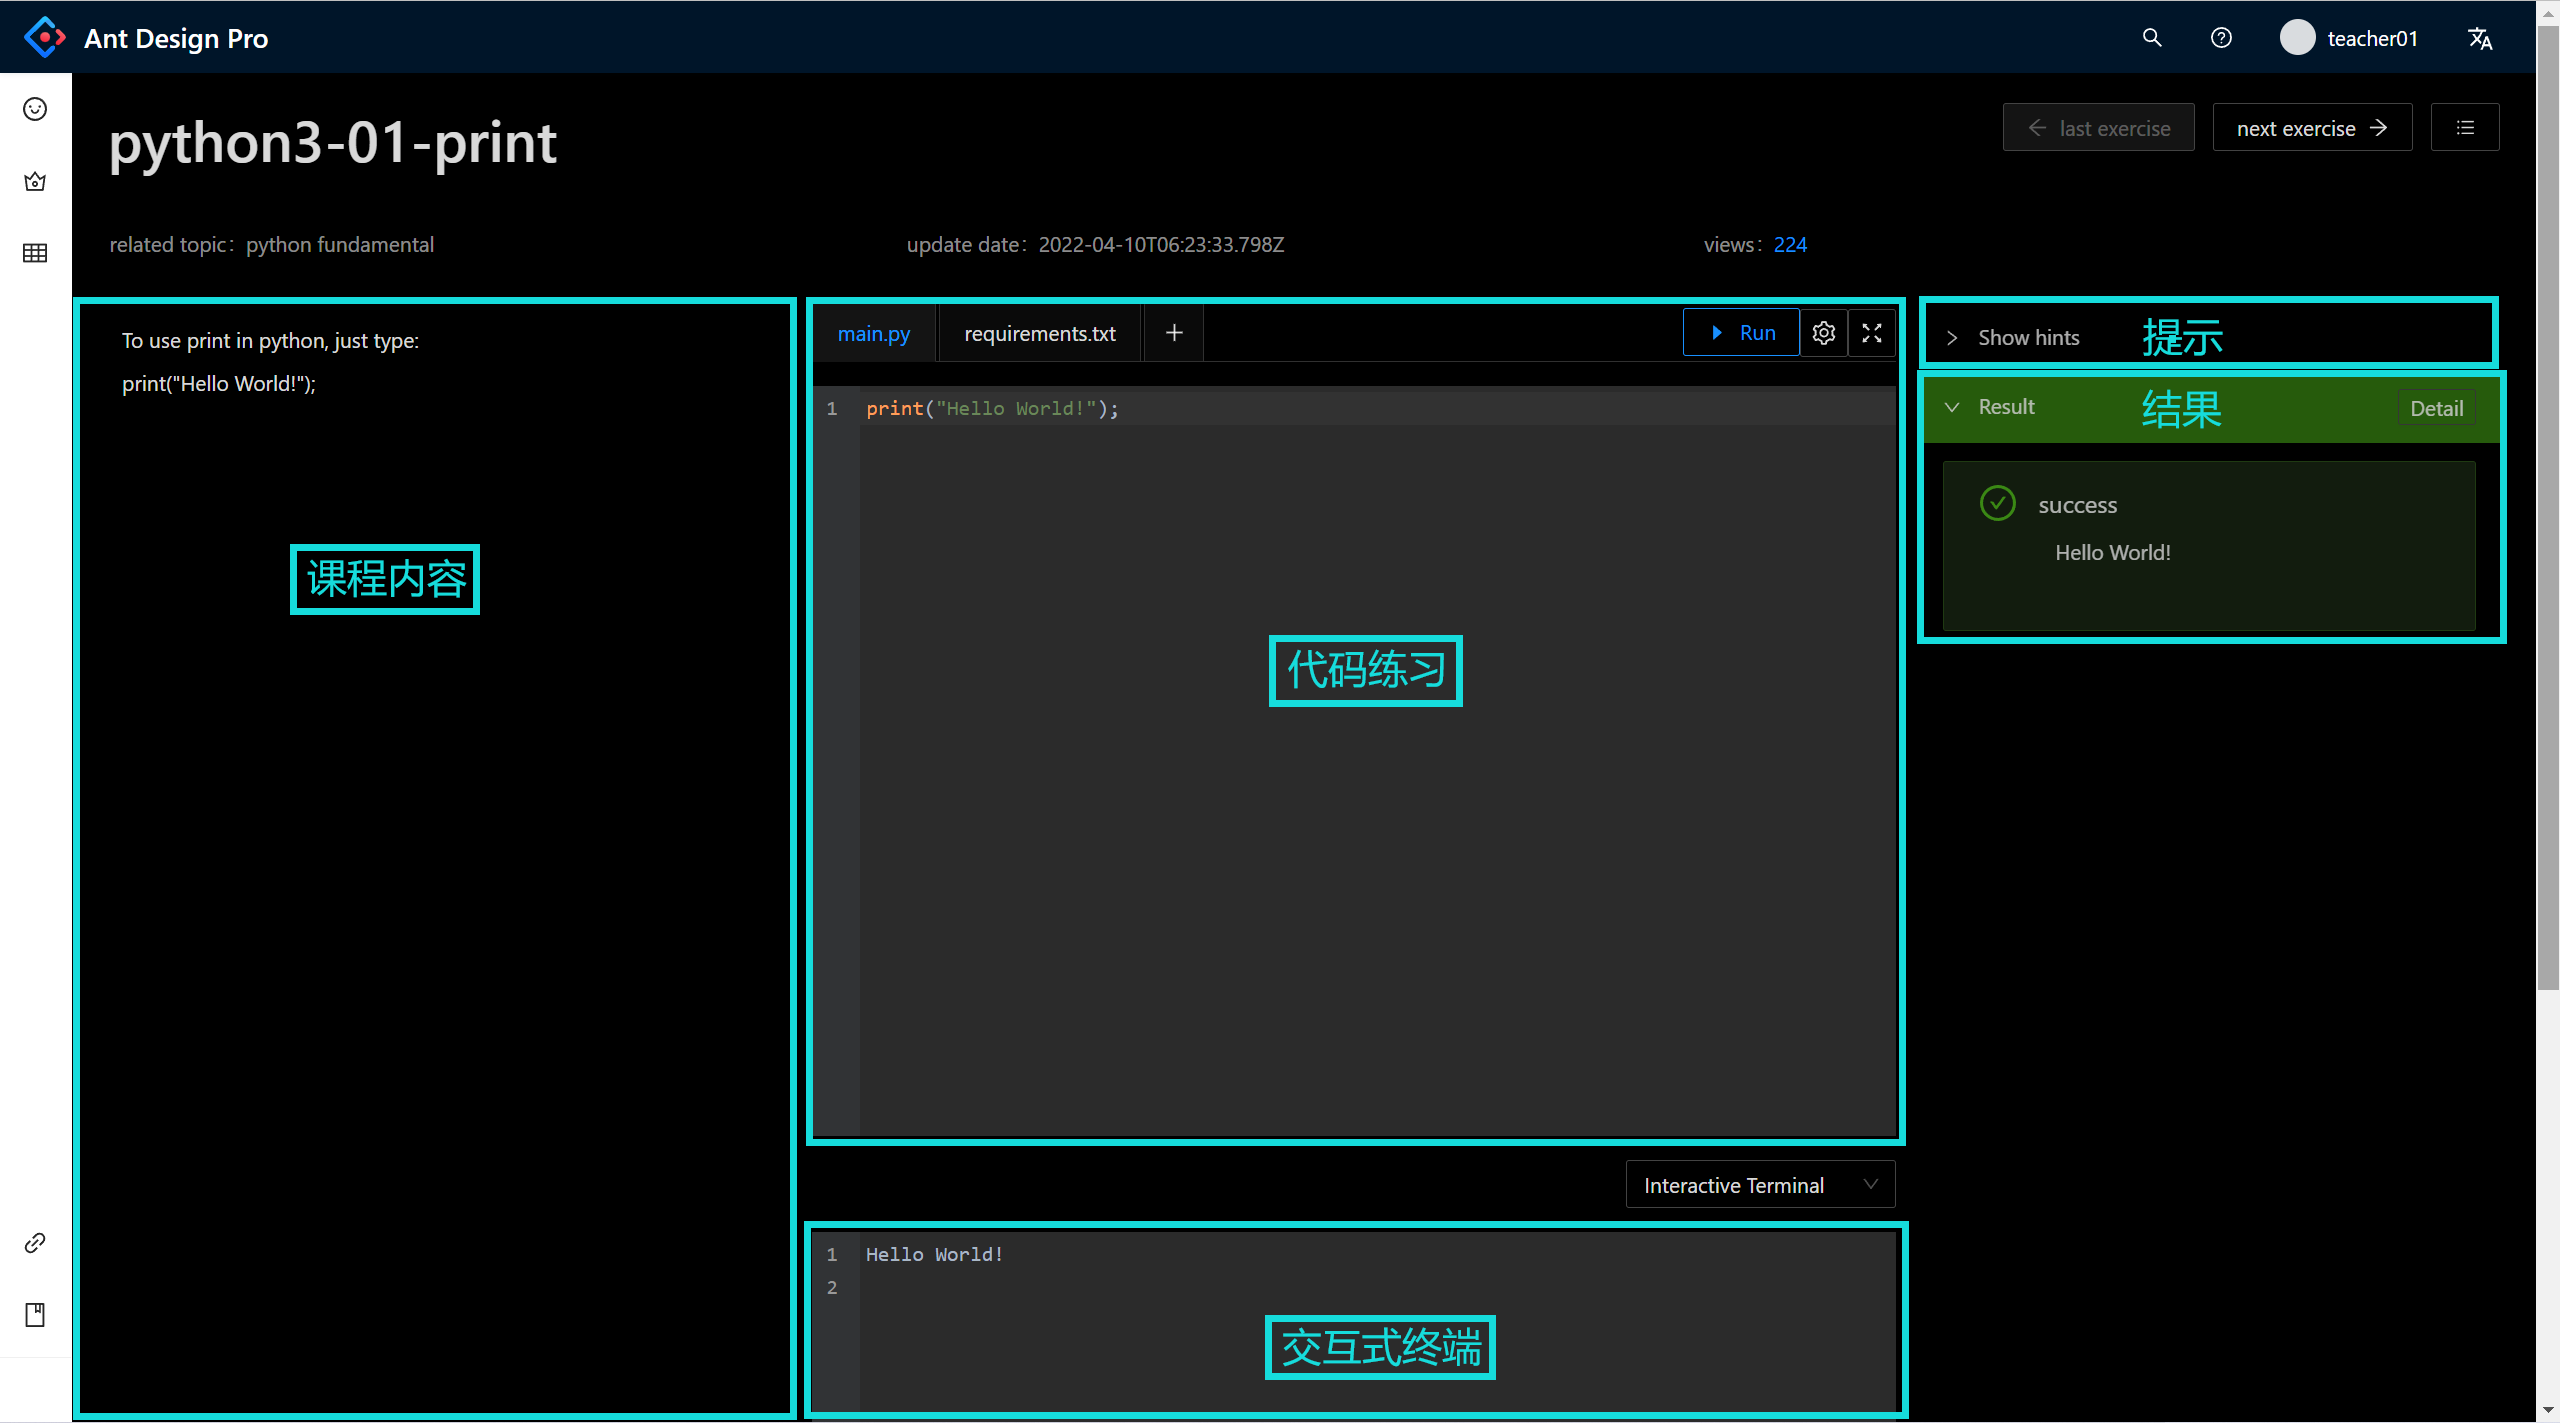 Ant Design Pro
teacher01
python3-01-print
last exercise
next exercise
related topic：python fundamental
update date：2022-04-10T06:23:33.798Z
views：224
To use print in python, just type:
print("Hello World!");
课程内容
main.py
requirements.txt
Run
1 print("Hello World!");
代码练习
Interactive Terminal
1 Hello World!
2
交互式终端
Show hints 提示
Result 结果 Detail
success
Hello World!